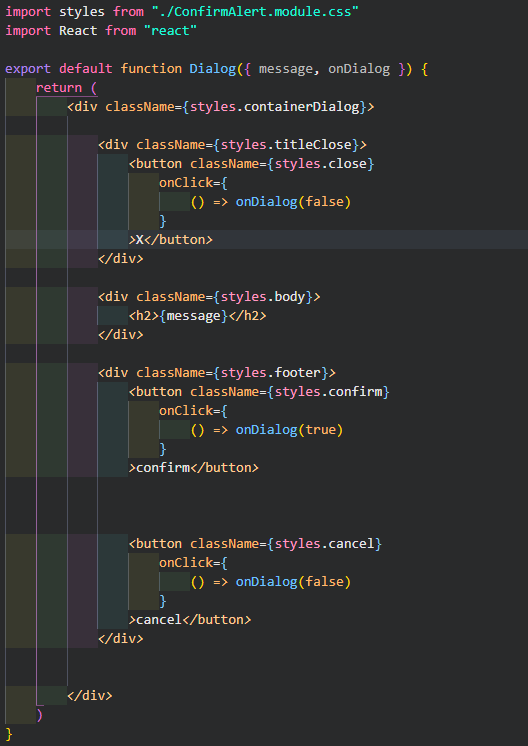 import styles from "./ConfirmAlert.module.css"
import React from "react"

export default function Dialog({ message, onDialog }) {
    return (
        <div className={styles.containerDialog}>

            <div className={styles.titleClose}>
                <button className={styles.close}
                    onClick={
                        () => onDialog(false)
                    }
                >X</button>
            </div>

            <div className={styles.body}>
                <h2>{message}</h2>
            </div>

            <div className={styles.footer}>
                <button className={styles.confirm}
                    onClick={
                        () => onDialog(true)
                    }
                >confirm</button>



                <button className={styles.cancel}
                    onClick={
                        () => onDialog(false)
                    }
                >cancel</button>
            </div>


        </div>
    )
}